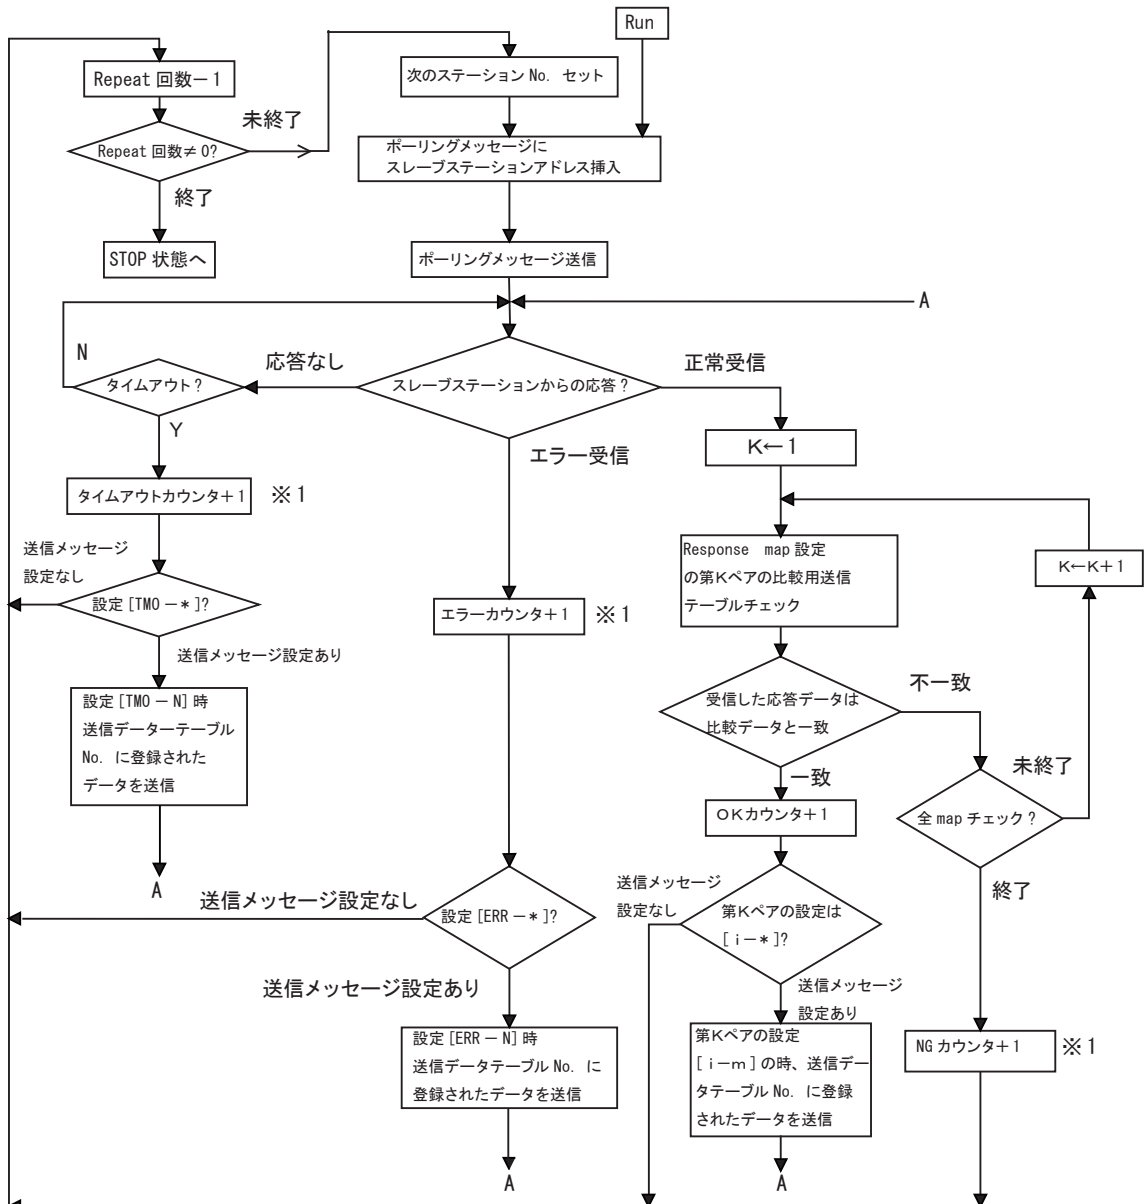 Run
Repeat 回数－1
次のステーション No. セット
未終了
Repeat 回数≠0?
ポーリングメッセージに
スレーブステーションアドレス挿入
終了
STOP 状態へ
ポーリングメッセージ送信
A
N
応答なし
正常受信
タイムアウト？
スレーブステーションからの応答？
Y
エラー受信
K←1
タイムアウトカウンタ+1
※1
送信メッセージ
設定なし
Response map 設定
の第Kペアの比較用送信
テーブルチェック
K←K+1
設定 [TMO －＊]?
エラーカウンタ＋1
※1
送信メッセージ設定あり
設定 [TMO － N] 時
送信データーテーブル
No. に登録された
データを送信
受信した応答データは
比較データと一致
不一致
一致
未終了
OKカウンタ＋1
全 map チェック？
A
送信メッセージ設定なし
設定 [ERR －＊]?
送信メッセージ
設定なし
第Kペアの設定は
[ i－＊]?
終了
送信メッセージ設定あり
送信メッセージ
設定あり
設定 [ERR － N] 時
送信データテーブル No. に
登録されたデータを送信
第Kペアの設定
[ i－m ] の時、送信デー
タテーブル No. に登録
されたデータを送信
NG カウンタ＋1
※1
A
A